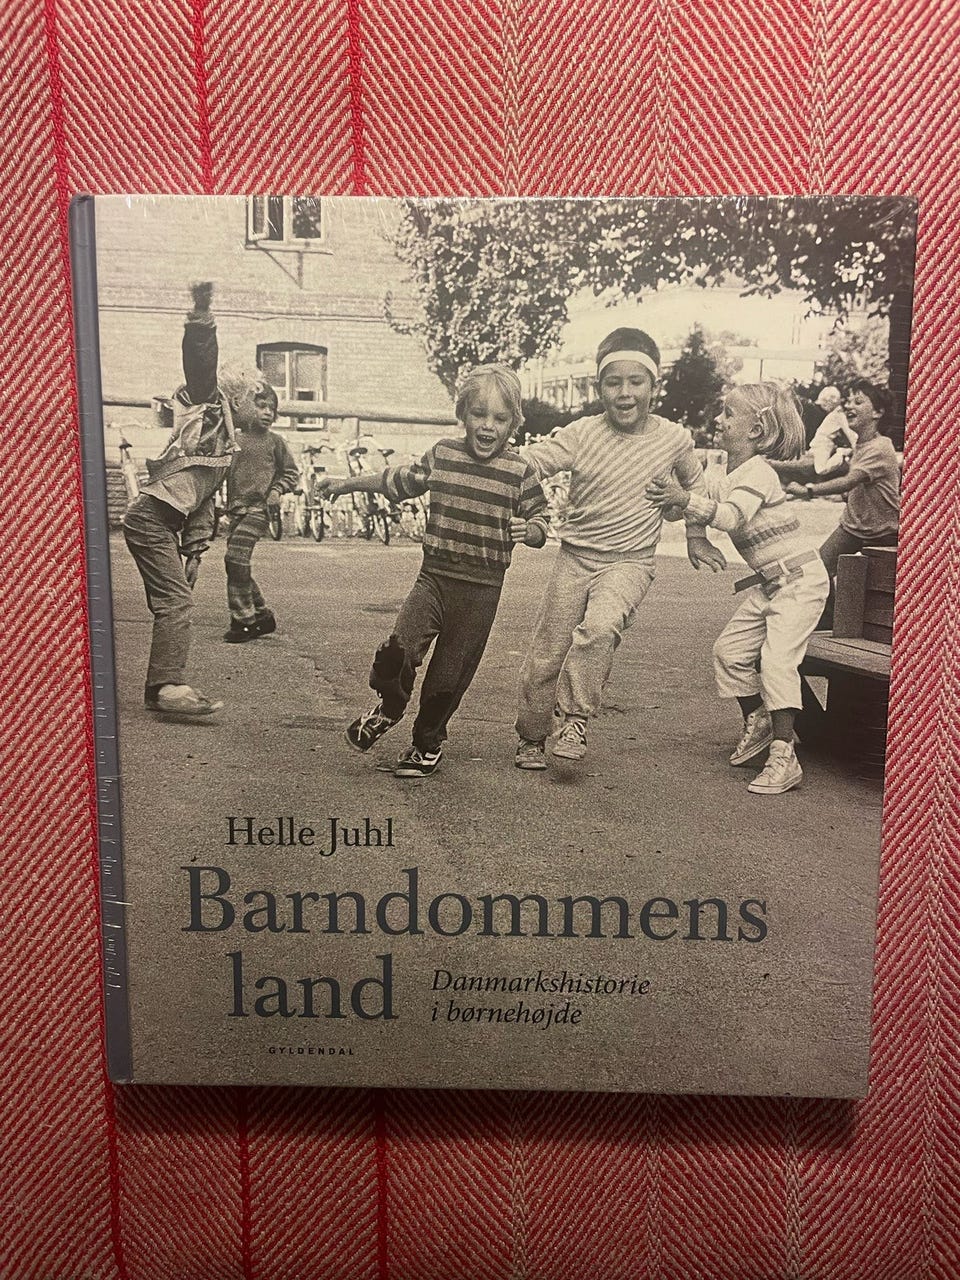 Helle Juhl
Barndommens
land
Danmarkshistorie
i børnehøjde
GYLDENDAL